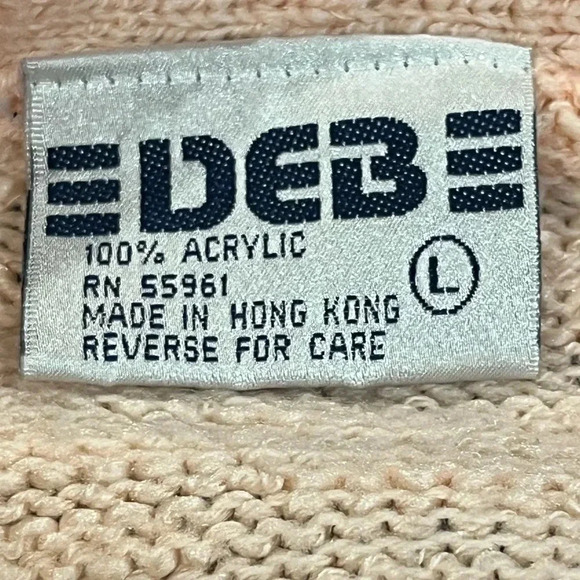 DEB
100% ACRYLIC
RN 55961
MADE IN HONG KONG
REVERSE FOR CARE
L